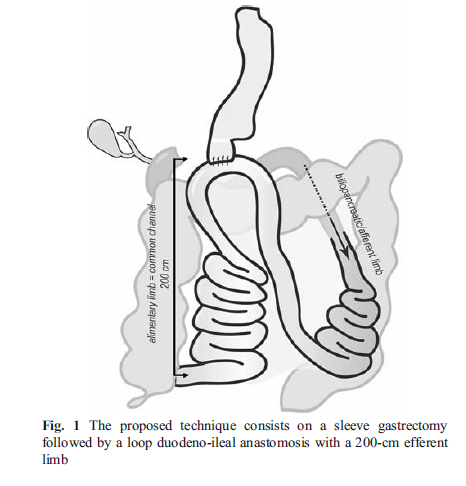 alimentary limb = common channel
200 cm
biliopancreatic/afferent limb
Fig. 1 The proposed technique consists on a sleeve gastrectomy
followed by a loop duodeno-ileal anastomosis with a 200-cm efferent
limb